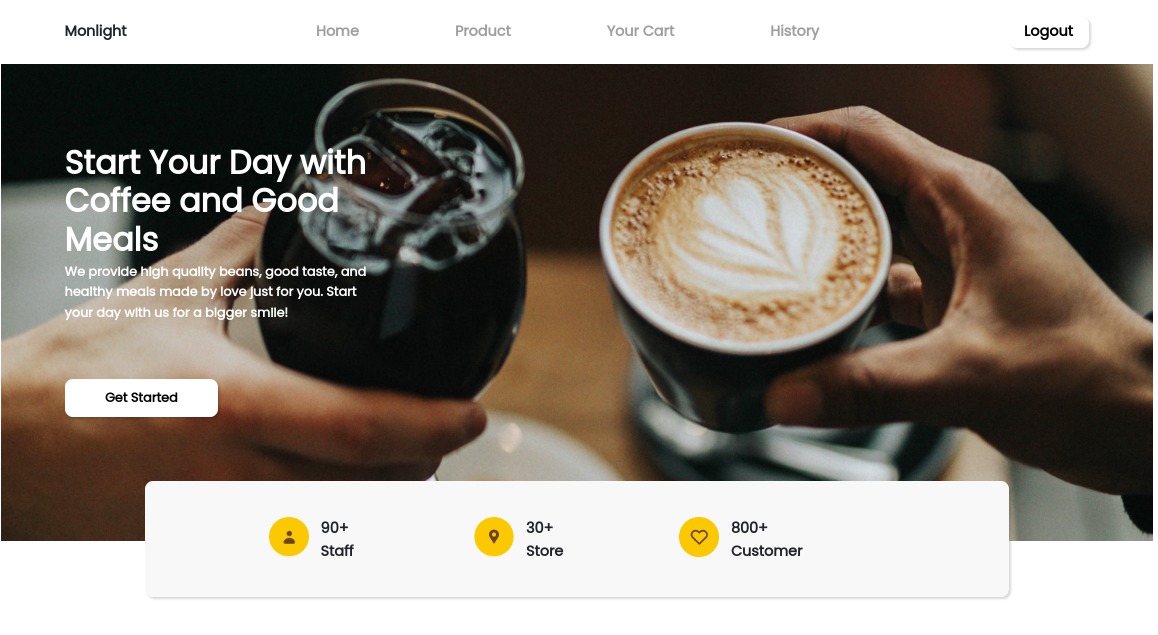 Monlight
Home
Product
Your Cart
History
Logout
Start Your Day with
Coffee and Good
Meals
We provide high quality beans, good taste, and
healthy meals made by love just for you. Start
your day with us for a bigger smile!
Get Started
90+
Staff
30+
Store
800+
Customer